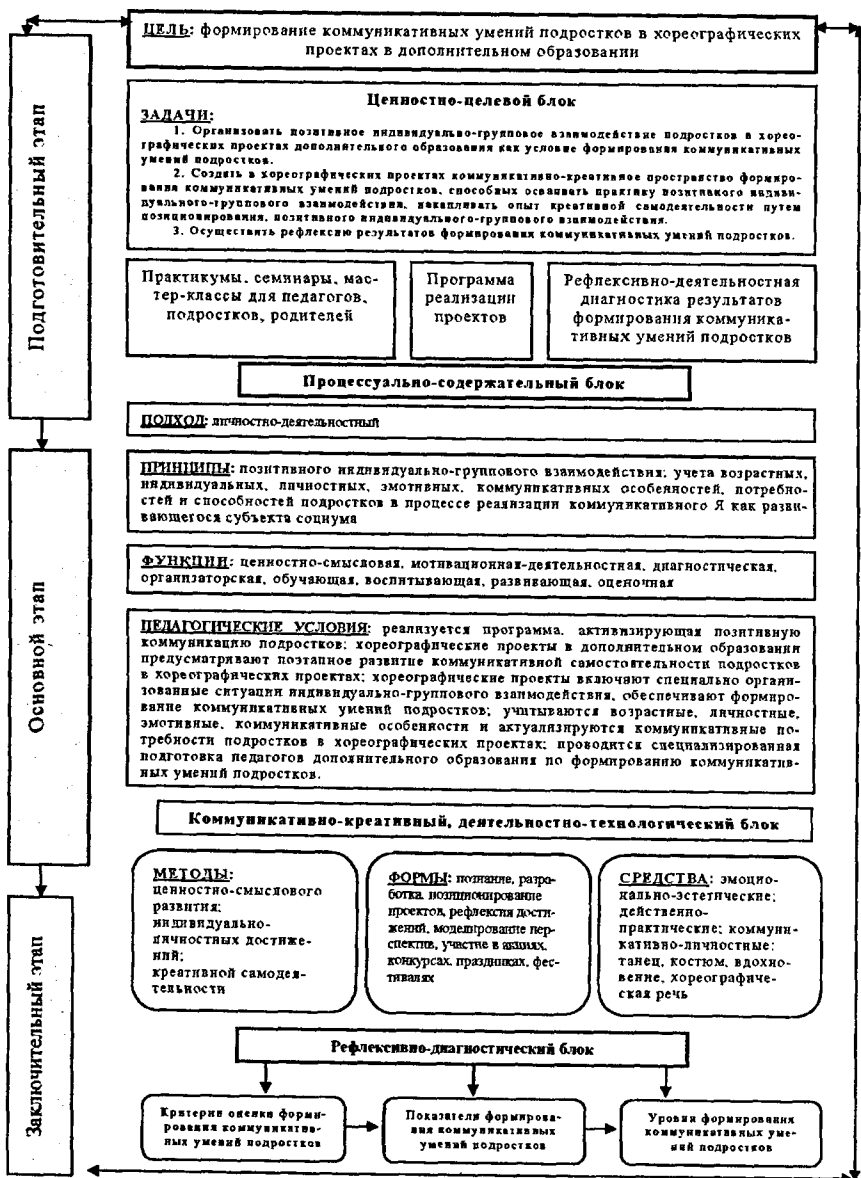 Подготовительный этап
Основной этап
Заключительный этап
ЦЕЛЬ: формирование коммуникативных умений подростков в хореографических
проектах в дополнительном образовании
Ценностно-целевой блок
ЗАДАЧИ:
1. Организовать позитивное индивидуально-групповое взаимодействие подростков в хорео-
графических проектах дополнительного образования как условие формирования коммуникативных
умений подростков.
2. Создать в хореографических проектах коммуникативно-креативное пространство формиро-
вания коммуникативных умений подростков, способных осваивать практику позитивного индиви-
дуального-группового взаимодействия, накапливать опыт креативной самодеятельности путем
позиционирования, позитивного индивидуального-группового взаимодействия.
3. Осуществить рефлексию результатов формирования коммуникативных умений подростков.
Практикумы, семинары, мас-
тер-классы для педагогов,
подростков, родителей
Программа
реализации
проектов
Рефлексивно-деятельностная
диагностика результатов
формирования коммуника-
тивных умений подростков
Процессуально-содержательный блок
ПОДХОД: личностно-деятельностный
ПРИНЦИПЫ: позитивного индивидуально-группового взаимодействия; учета возрастных,
индивидуальных, личностных, эмотивных, коммуникативных особенностей, потребно-
стей и способностей подростков в процессе реализации коммуникативного Я как разви-
вающегося субъекта социума
ФУНКЦИИ: ценностно-смысловая, мотивационная-деятельностная, диагностическая,
организаторская, обучающая, воспитывающая, развивающая, оценочная
ПЕДАГОГИЧЕСКИЕ УСЛОВИЯ: реализуется программа, активизирующая позитивную
коммуникацию подростков; хореографические проекты в дополнительном образовании
предусматривают поэтапное развитие коммуникативной самостоятельности подростков
в хореографических проектах; хореографические проекты включают специально органи-
зованные ситуации индивидуально-группового взаимодействия, обеспечивают формиро-
вание коммуникативных умений подростков; учитываются возрастные, личностные,
эмотивные, коммуникативные особенности и актуализируются коммуникативные по-
требности подростков в хореографических проектах; проводится специализированная
подготовка педагогов дополнительного образования по формированию коммуникатив-
ных умений подростков.
Коммуникативно-креативный, деятельностно-технологический блок
МЕТОДЫ:
ценностно-смыслового
развития;
индивидуально-
личностных достиже-
ний;
креативной самодея-
тельности
ФОРМЫ: познание, разра-
ботка, позиционирование
проектов, рефлексия дости-
жений, моделирование пер-
спектив, участие в акциях,
конкурсах, праздниках, фес-
тивалях
СРЕДСТВА: эмоцио-
нально-эстетические;
действенно-
практические; коммуни-
кативно-личностные:
танец, костюм, вдохно-
вение, хореографиче-
ская речь
Рефлексивно-диагностический блок
Критерии оценки форми-
рования коммуникатив-
ных умений подростков
Показатели формирова-
ния коммуникативных
умений подростков
Уровни формирования
коммуникативных уме-
ний подростков